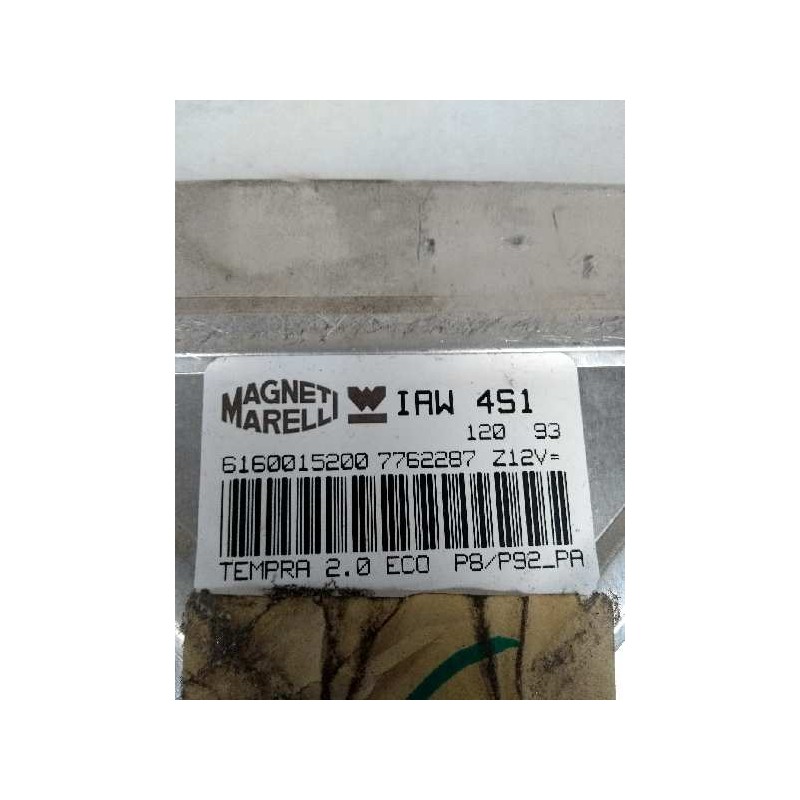 MAGNETI MARELLI W IAW 4S1
120 93
6160015200 7762287 Z12V=
TEMPRA 2.0 ECO P8/P92_PA